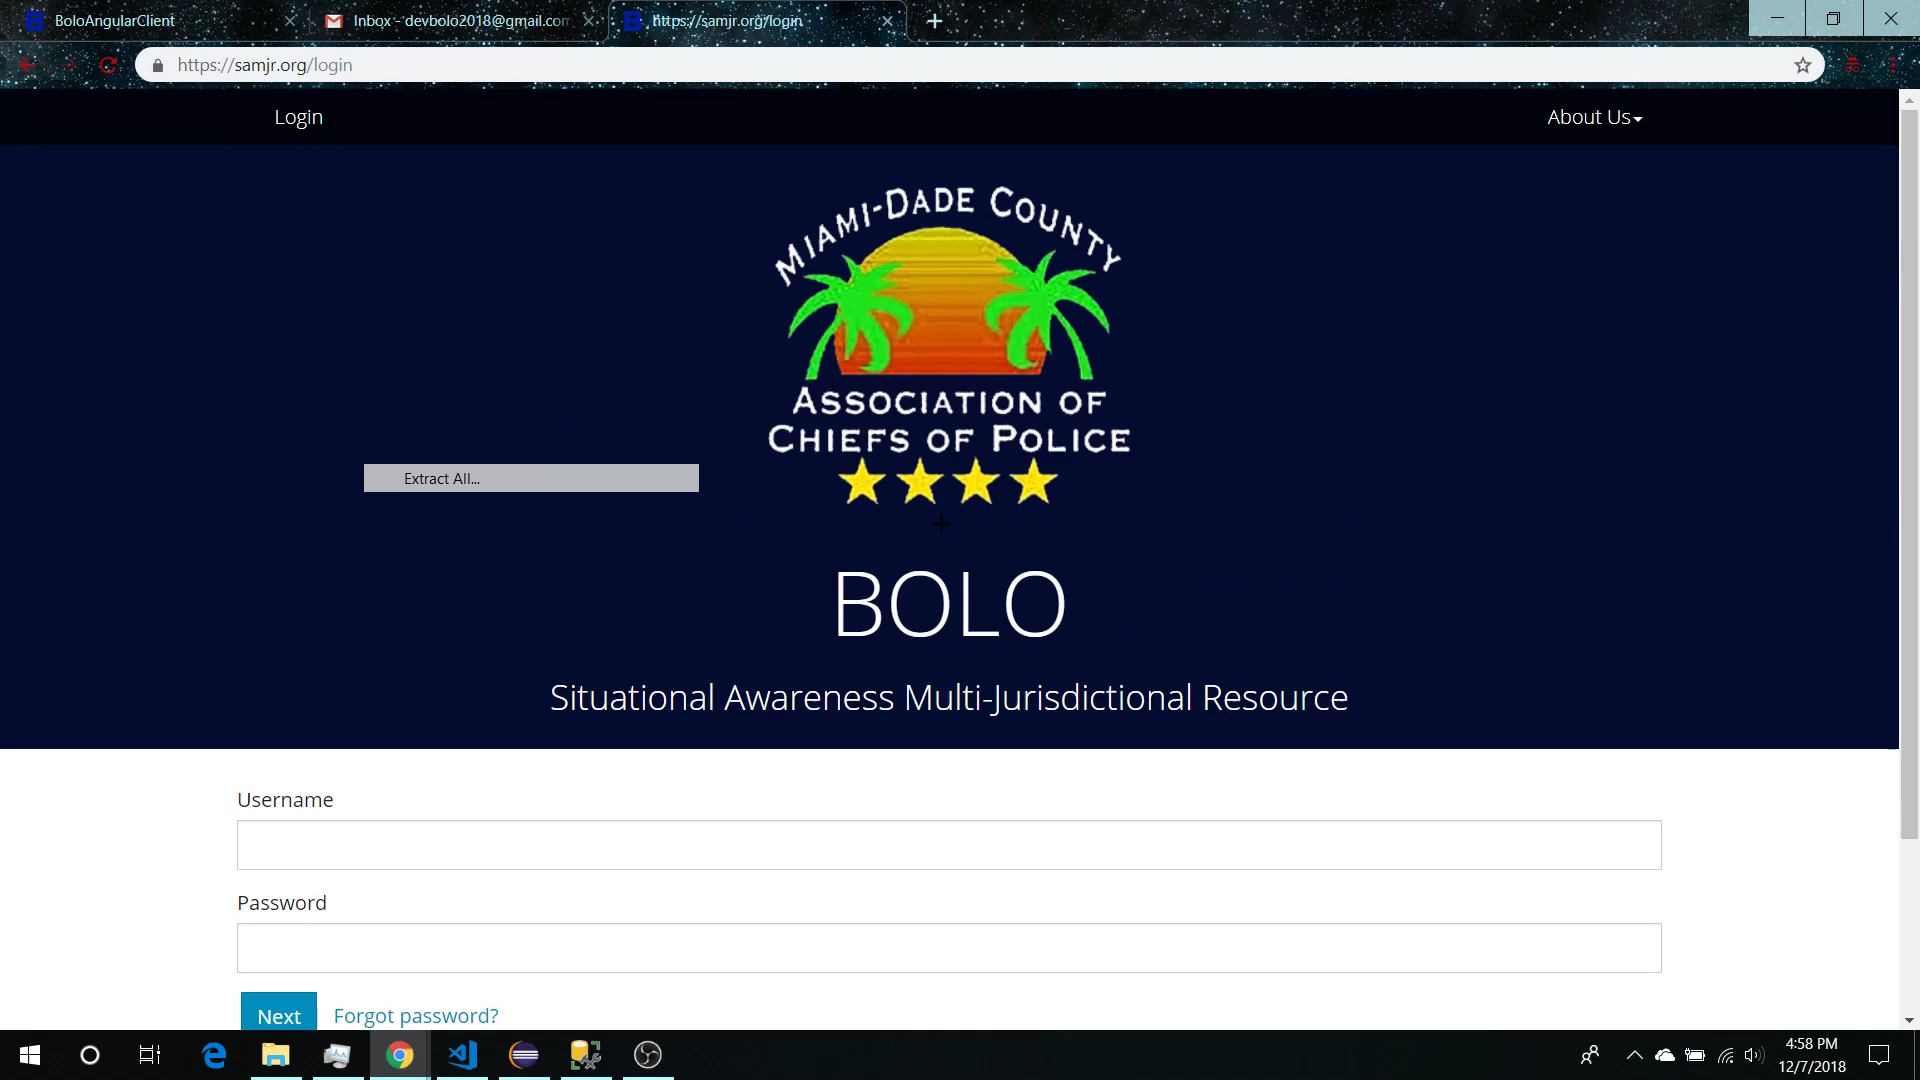 BoloAngularClient
Inbox - devbolo2018@gmail.com
https://samjr.org/login
https://samjr.org/login
Login
About Us
MIAMI-DADE COUNTY
ASSOCIATION OF
CHIEFS OF POLICE
Extract All...
BOLO
Situational Awareness Multi-Jurisdictional Resource
Username
Password
Next
Forgot password?
4:58 PM
12/7/2018